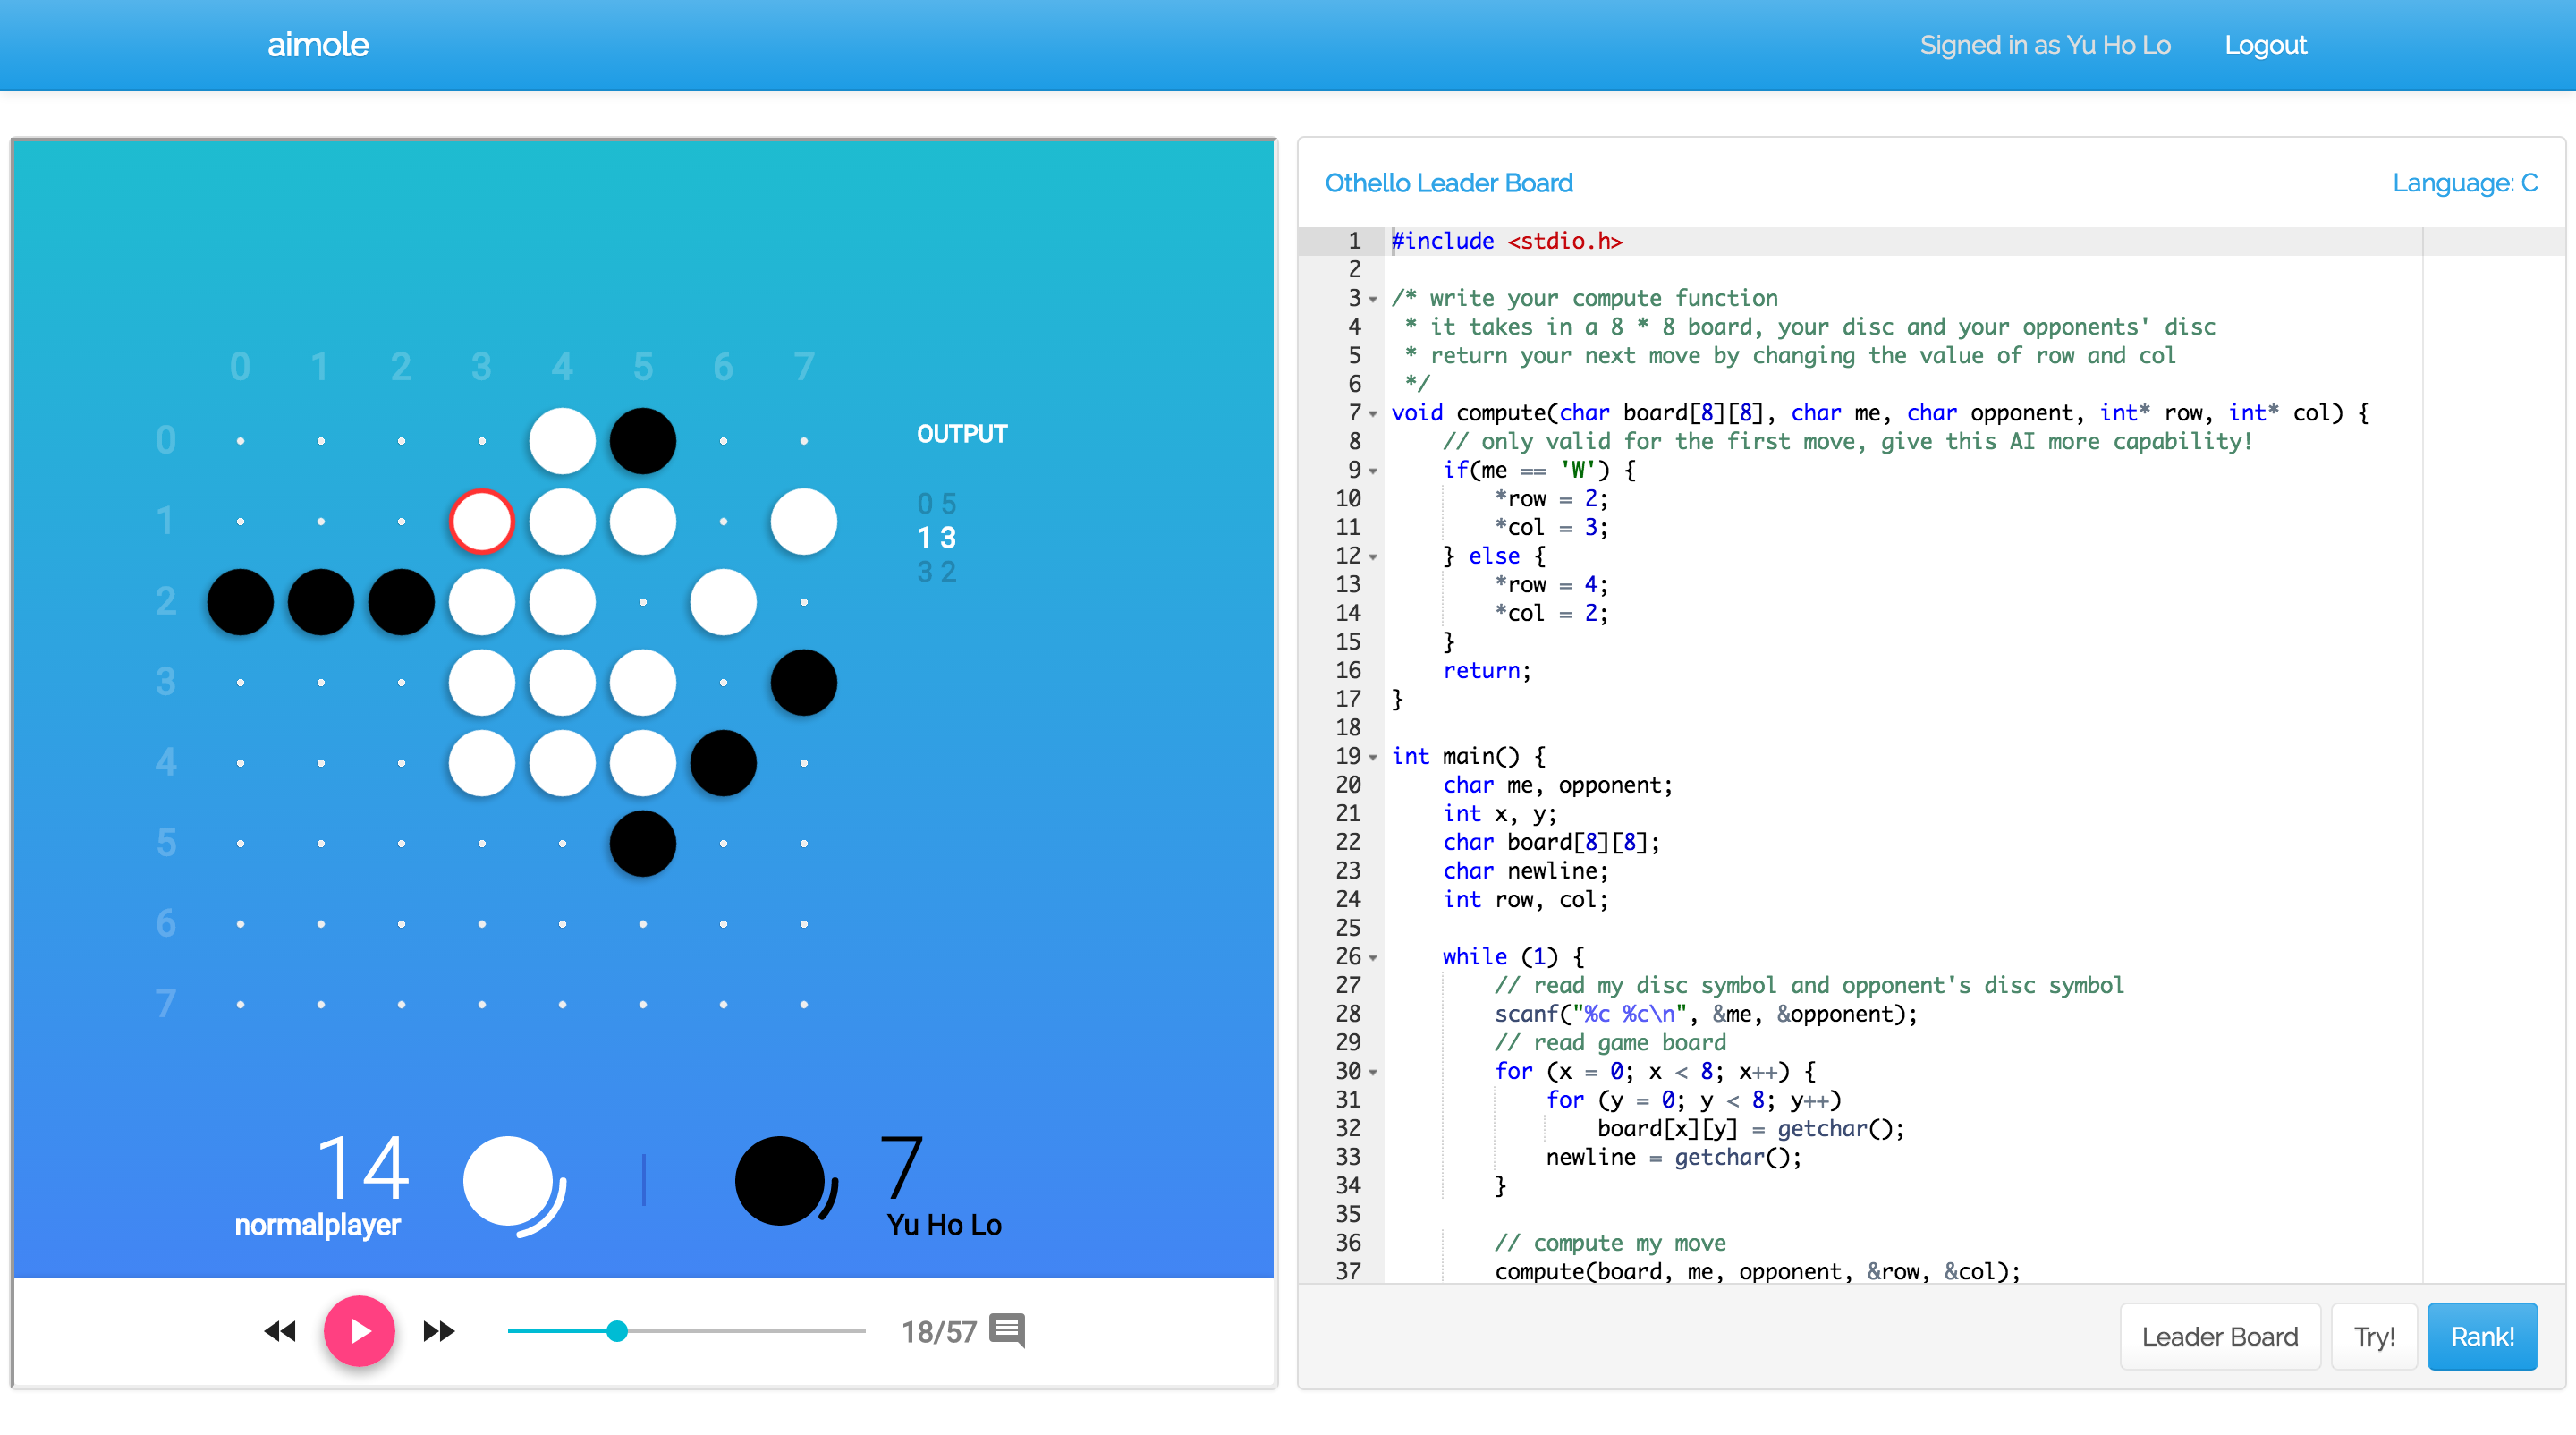 aimole
Signed in as Yu Ho Lo
Logout
0 1 2 3 4 5 6 7
0
1
2
3
4
5
6
7
OUTPUT
0 5
1 3
3 2
14
normalplayer
7
Yu Ho Lo
18/57
Othello Leader Board
Language: C
1 #include <stdio.h>
2
3 /* write your compute function
4 * it takes in a 8 * 8 board, your disc and your opponents' disc
5 * return your next move by changing the value of row and col
6 */
7 void compute(char board[8][8], char me, char opponent, int* row, int* col) {
8 // only valid for the first move, give this AI more capability!
9 if(me == 'W') {
10 *row = 2;
11 *col = 3;
12 } else {
13 *row = 4;
14 *col = 2;
15 }
16 return;
17 }
18
19 int main() {
20 char me, opponent;
21 int x, y;
22 char board[8][8];
23 char newline;
24 int row, col;
25
26 while (1) {
27 // read my disc symbol and opponent's disc symbol
28 scanf("%c %c\n", &me, &opponent);
29 // read game board
30 for (x = 0; x < 8; x++) {
31 for (y = 0; y < 8; y++)
32 board[x][y] = getchar();
33 newline = getchar();
34 }
35
36 // compute my move
37 compute(board, me, opponent, &row, &col);
Leader Board
Try!
Rank!